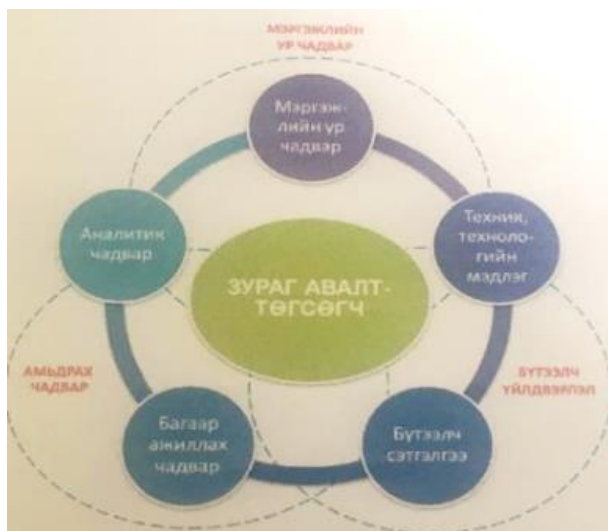 МЭРГЭЖЛИЙН
УР ЧАДВАР
Мэргэж-
лийн ур
чадвар
Аналитик
чадвар
Техник,
техноло-
гийн
мэдлэг
ЗУРАГ АВАЛТ-
ТӨГСӨГЧ
АМЬДРАХ
ЧАДВАР
БҮТЭЭЛЧ
ҮЙЛДВЭРЛЭЛ
Багаар
ажиллах
чадвар
Бүтээлч
сэтгэлгээ